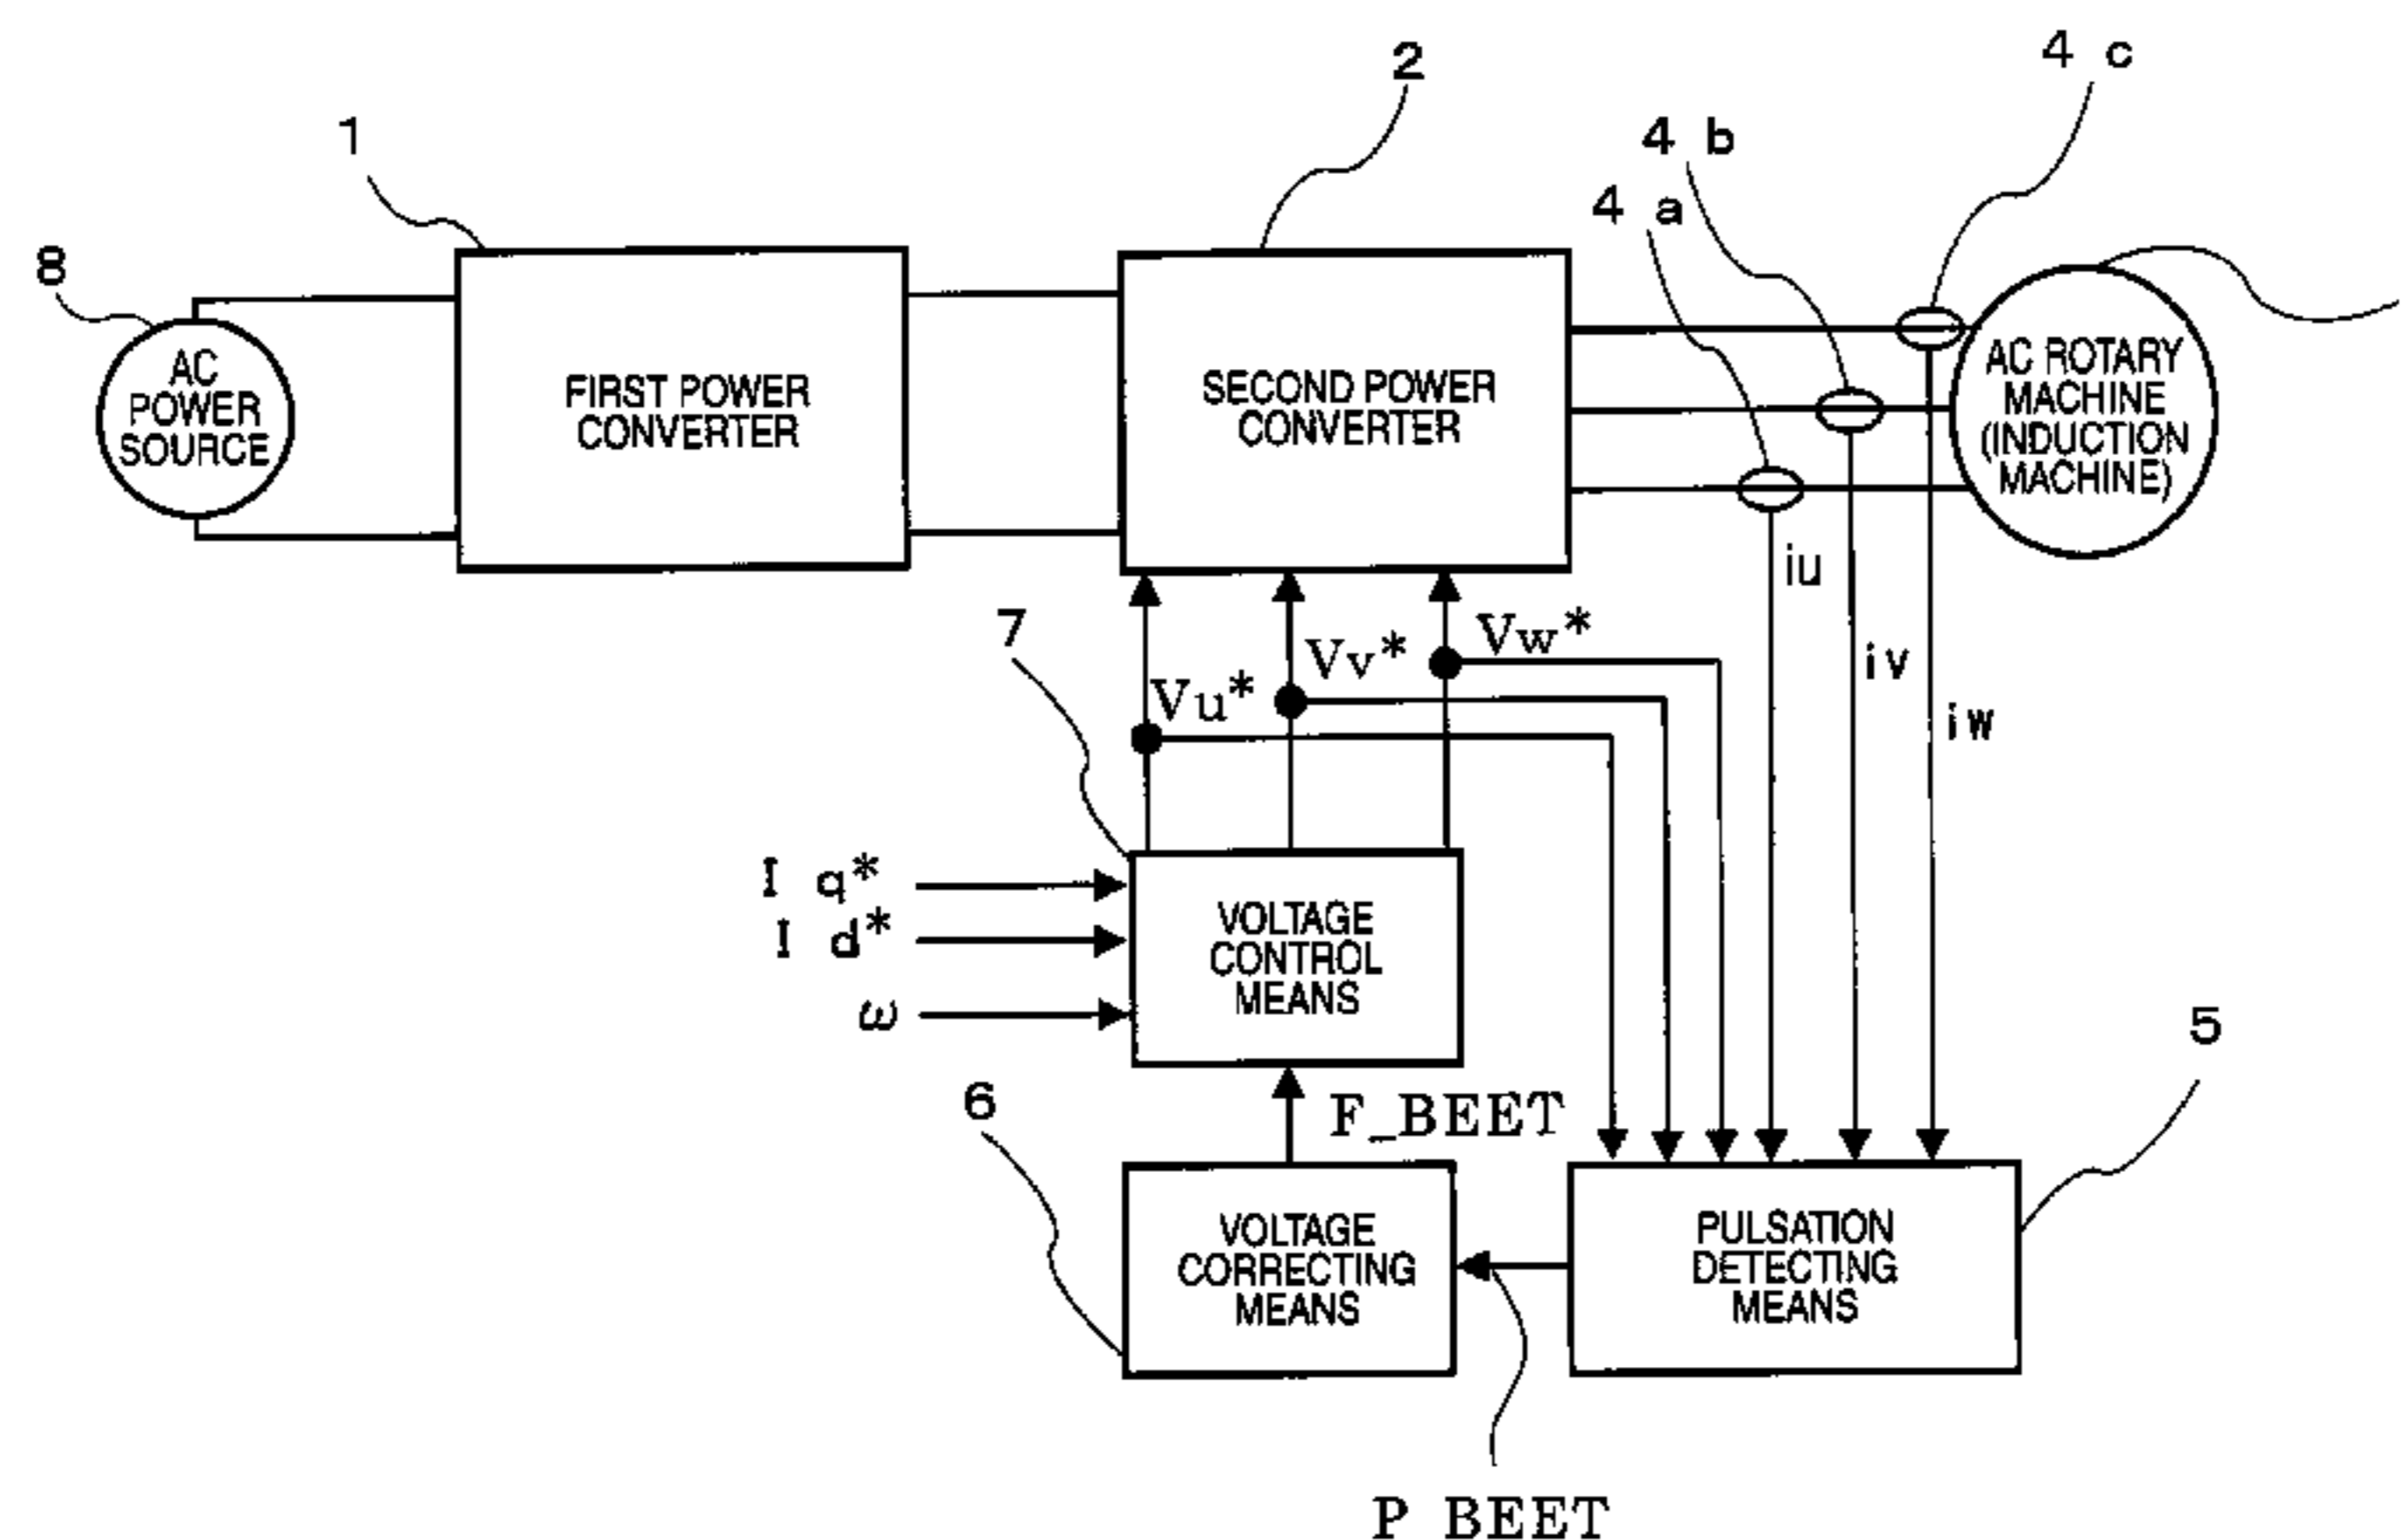 4 c
2
4 b
1
4 a
8
AC
POWER
SOURCE
FIRST POWER
CONVERTER
SECOND POWER
CONVERTER
AC ROTARY
MACHINE
(INDUCTION
MACHINE)
iu
iv
iw
7
Vu*
Vv*
Vw*
I q*
I d*
ω
VOLTAGE
CONTROL
MEANS
5
6
F_BEET
VOLTAGE
CORRECTING
MEANS
PULSATION
DETECTING
MEANS
P BEET